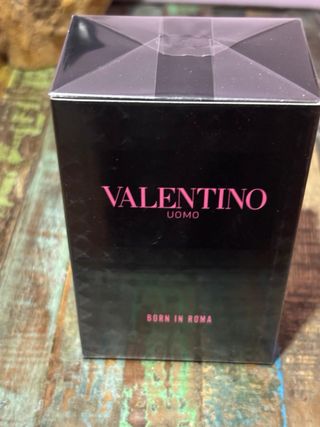 VALENTINO
UOMO
BORN IN ROMA